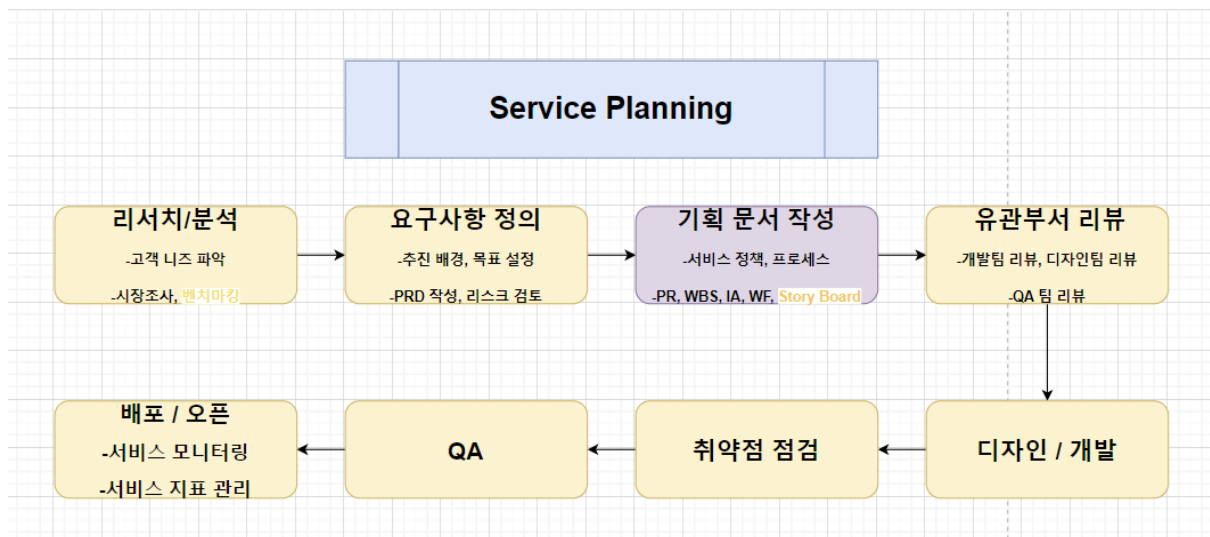 Service Planning
리서치/분석
-고객 니즈 파악
-시장조사, 벤치마킹
요구사항 정의
-추진 배경, 목표 설정
-PRD 작성, 리스크 검토
기획 문서 작성
-서비스 정책, 프로세스
-PR, WBS, IA, WF, Story Board
유관부서 리뷰
-개발팀 리뷰, 디자인팀 리뷰
-QA 팀 리뷰
디자인 / 개발
취약점 점검
QA
배포 / 오픈
-서비스 모니터링
-서비스 지표 관리